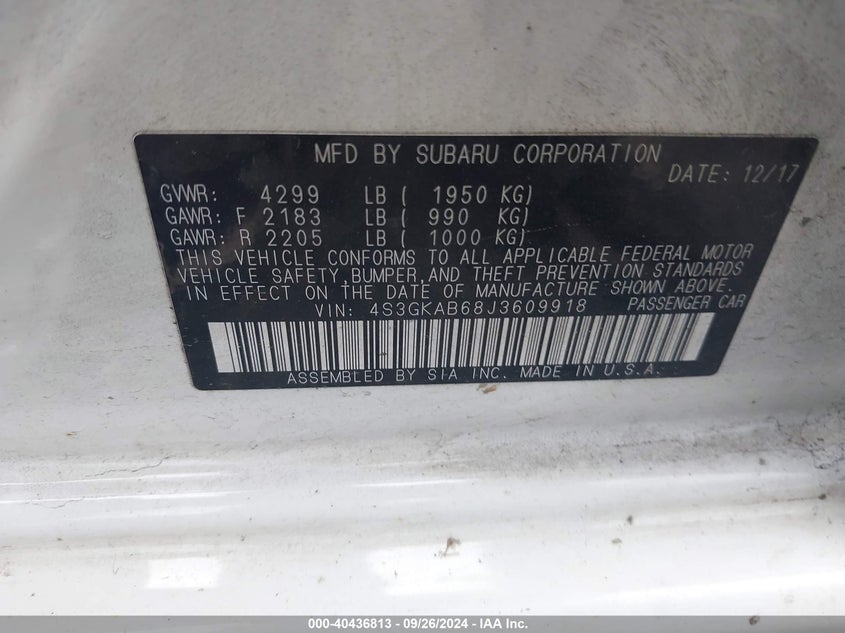 MFD BY SUBARU CORPORATION
DATE: 12/17
GVWR: 4299 LB ( 1950 KG)
GAWR: F 2183 LB ( 990 KG)
GAWR: R 2205 LB ( 1000 KG)
THIS VEHICLE CONFORMS TO ALL APPLICABLE FEDERAL MOTOR
VEHICLE SAFETY,BUMPER,AND THEFT PREVENTION STANDARDS
IN EFFECT ON THE DATE OF MANUFACTURE SHOWN ABOVE.
VIN: 4S3GKAB68J3609918 PASSENGER CAR
ASSEMBLED BY SIA INC. MADE IN U.S.A.
000-40436813 - 09/26/2024 - IAA Inc.